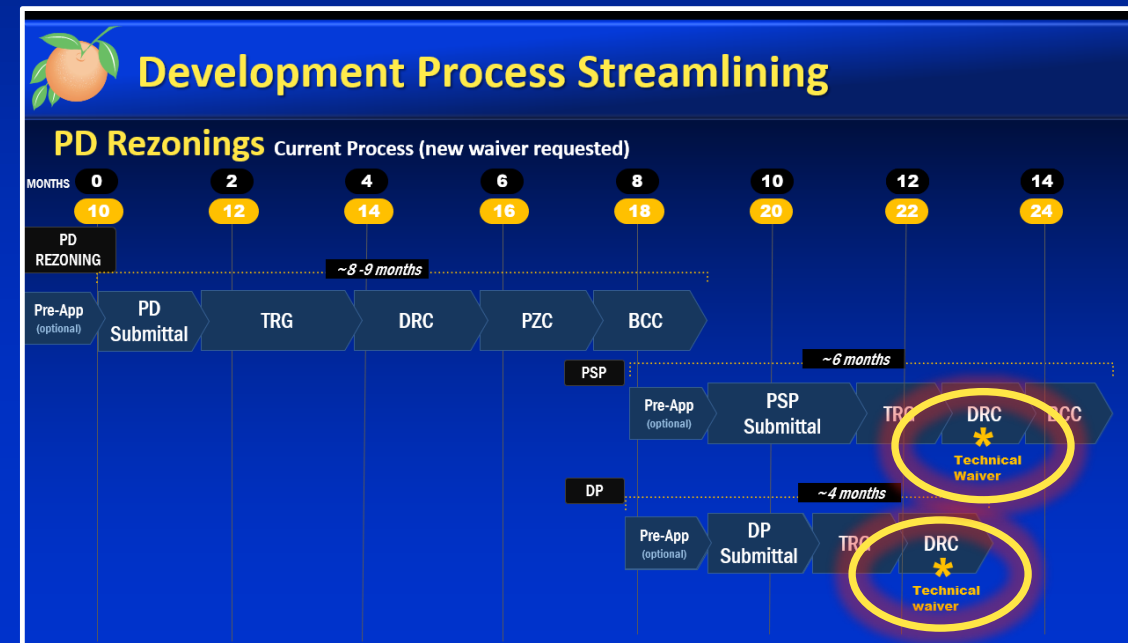 Development Process Streamlining
PD Rezonings Current Process (new waiver requested)
MONTHS 0 2 4 6 8 10 12 14
10 12 14 16 18 20 22 24
PD
REZONING
~8 -9 months
Pre-App
(optional)
PD
Submittal
TRG
DRC
PZC
BCC
~6 months
PSP
Pre-App
(optional)
PSP
Submittal
TRG
DRC
BCC
*
Technical
Waiver
DP
~4 months
Pre-App
(optional)
DP
Submittal
TRG
DRC
*
Technical
waiver